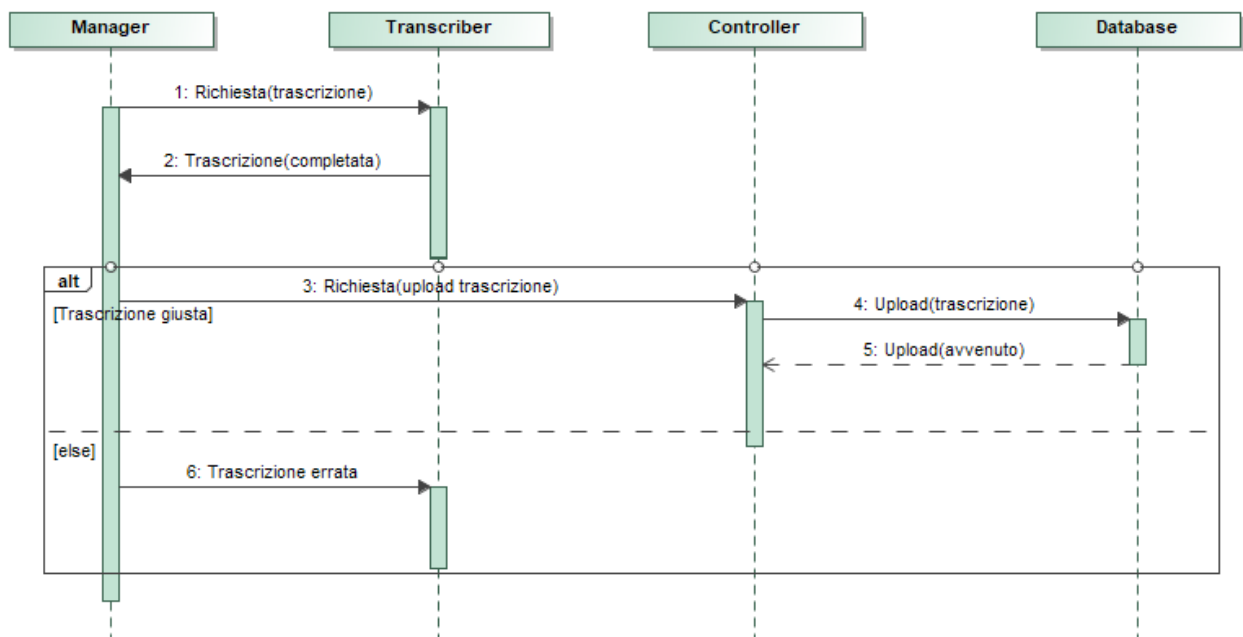 Manager
Transcriber
Controller
Database
1: Richiesta(trascrizione)
2: Trascrizione(completata)
alt
3: Richiesta(upload trascrizione)
[Trascrizione giusta]
4: Upload(trascrizione)
5: Upload(avvenuto)
[else]
6: Trascrizione errata